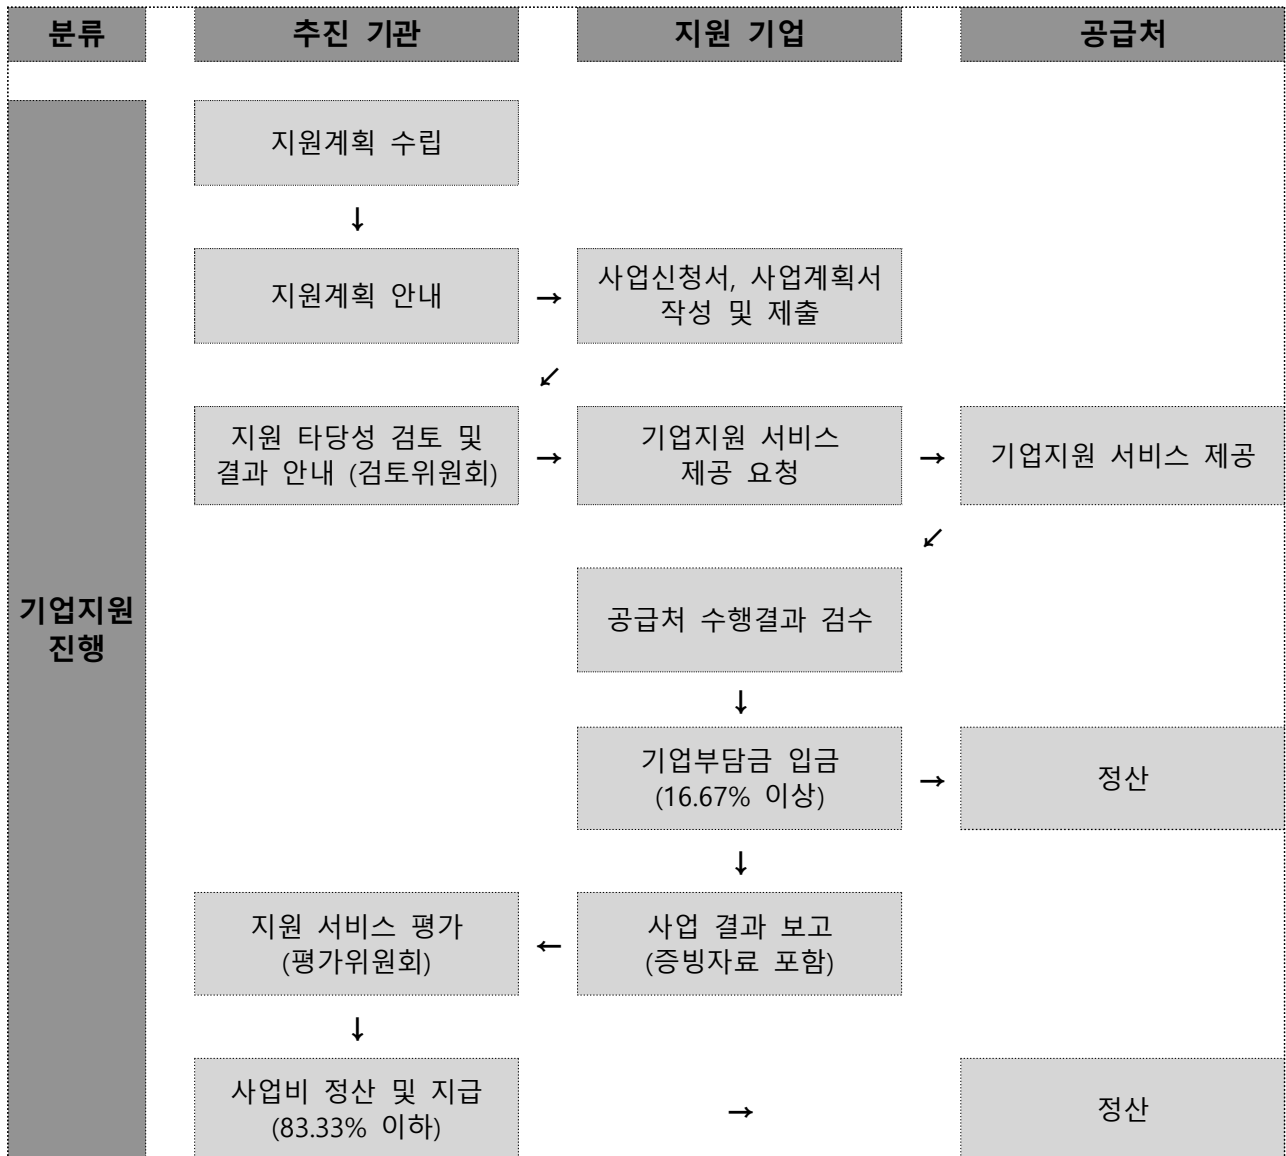 분류
추진 기관
지원 기업
공급처
기업지원
진행
지원계획 수립
↓
지원계획 안내
→
사업신청서, 사업계획서
작성 및 제출
↙
지원 타당성 검토 및
결과 안내 (검토위원회)
→
기업지원 서비스
제공 요청
→
기업지원 서비스 제공
↙
공급처 수행결과 검수
↓
기업부담금 입금
(16.67% 이상)
→
정산
↓
지원 서비스 평가
(평가위원회)
←
사업 결과 보고
(증빙자료 포함)
↓
사업비 정산 및 지급
(83.33% 이하)
→
정산